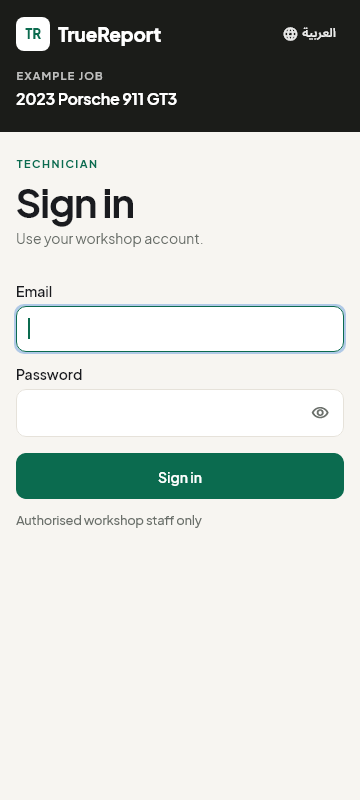 TR TrueReport العربية
EXAMPLE JOB
2023 Porsche 911 GT3
TECHNICIAN
Sign in
Use your workshop account.
Email
Password
Sign in
Authorised workshop staff only